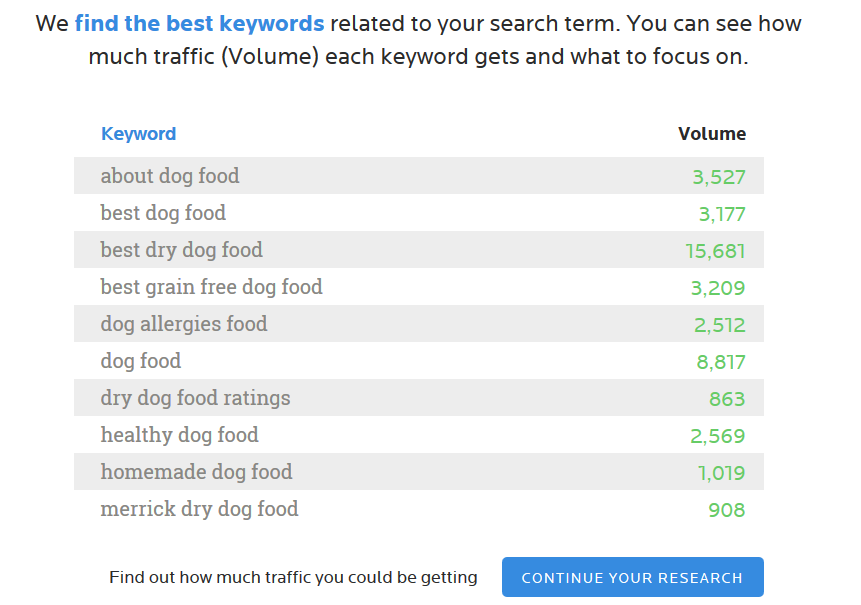 We find the best keywords related to your search term. You can see how
much traffic (Volume) each keyword gets and what to focus on.
Keyword Volume
about dog food 3,527
best dog food 3,177
best dry dog food 15,681
best grain free dog food 3,209
dog allergies food 2,512
dog food 8,817
dry dog food ratings 863
healthy dog food 2,569
homemade dog food 1,019
merrick dry dog food 908
Find out how much traffic you could be getting CONTINUE YOUR RESEARCH